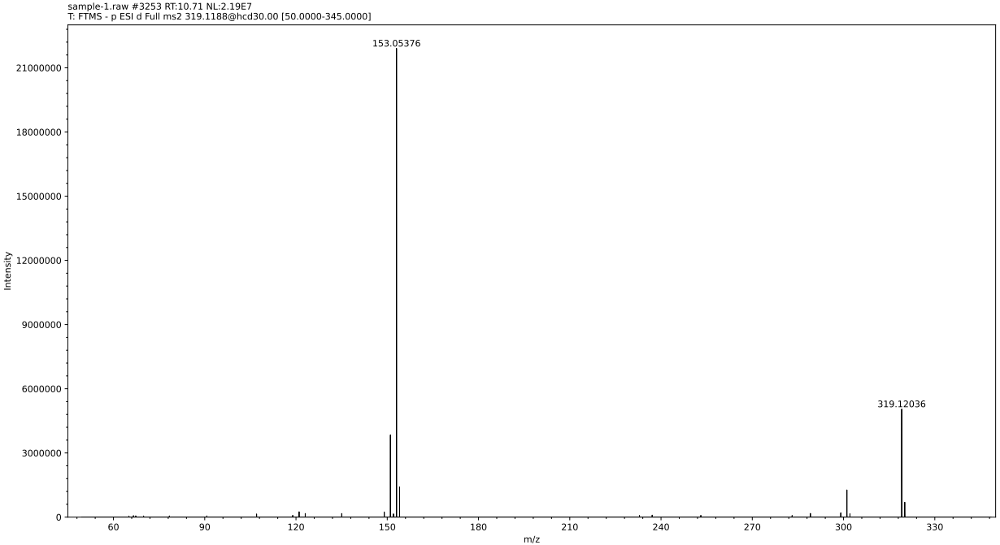 sample-1.raw #3253 RT:10.71 NL:2.19E7
T: FTMS - p ESI d Full ms2 319.1188@hcd30.00 [50.0000-345.0000]
153.05376
21000000
18000000
15000000
12000000
9000000
6000000
319.12036
3000000
0
Intensity
60 90 120 150 180 210 240 270 300 330
m/z